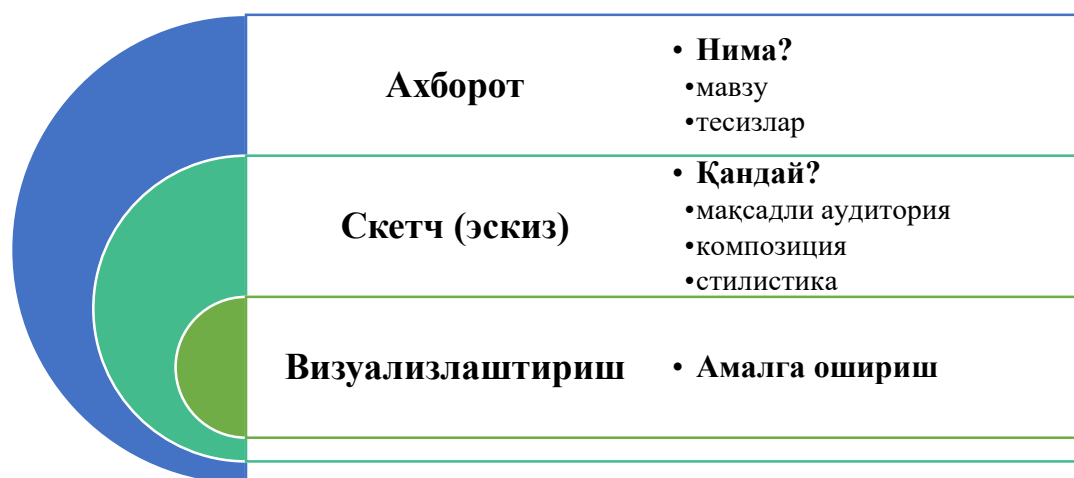 Ахборот
• Нима?
•мавзу
•тесизлар
Скетч (эскиз)
• Қандай?
•мақсадли аудитория
•композиция
•стилистика
Визуализлаштириш
• Амалга ошириш